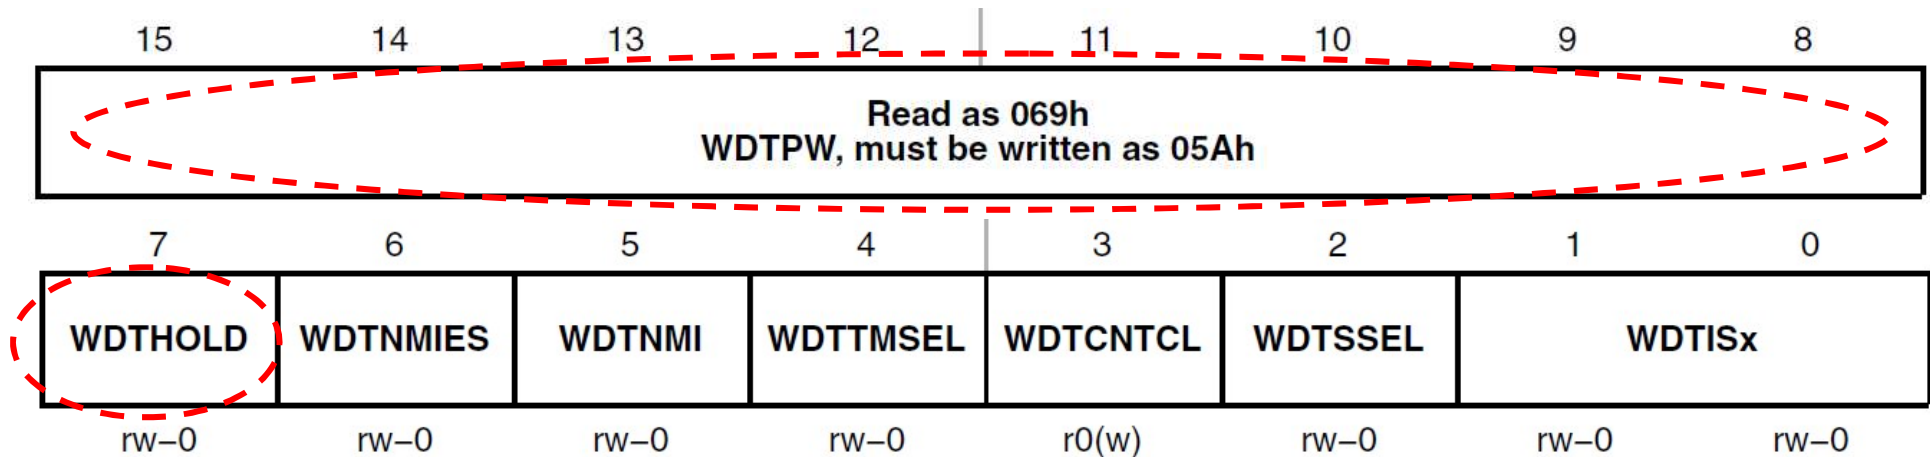 15 14 13 12 11 10 9 8
Read as 069h
WDTPW, must be written as 05Ah
7 6 5 4 3 2 1 0
WDTHOLD WDTNMIES WDTNMI WDTTMSEL WDTCNTCL WDTSSEL WDTISx
rw–0 rw–0 rw–0 rw–0 r0(w) rw–0 rw–0 rw–0